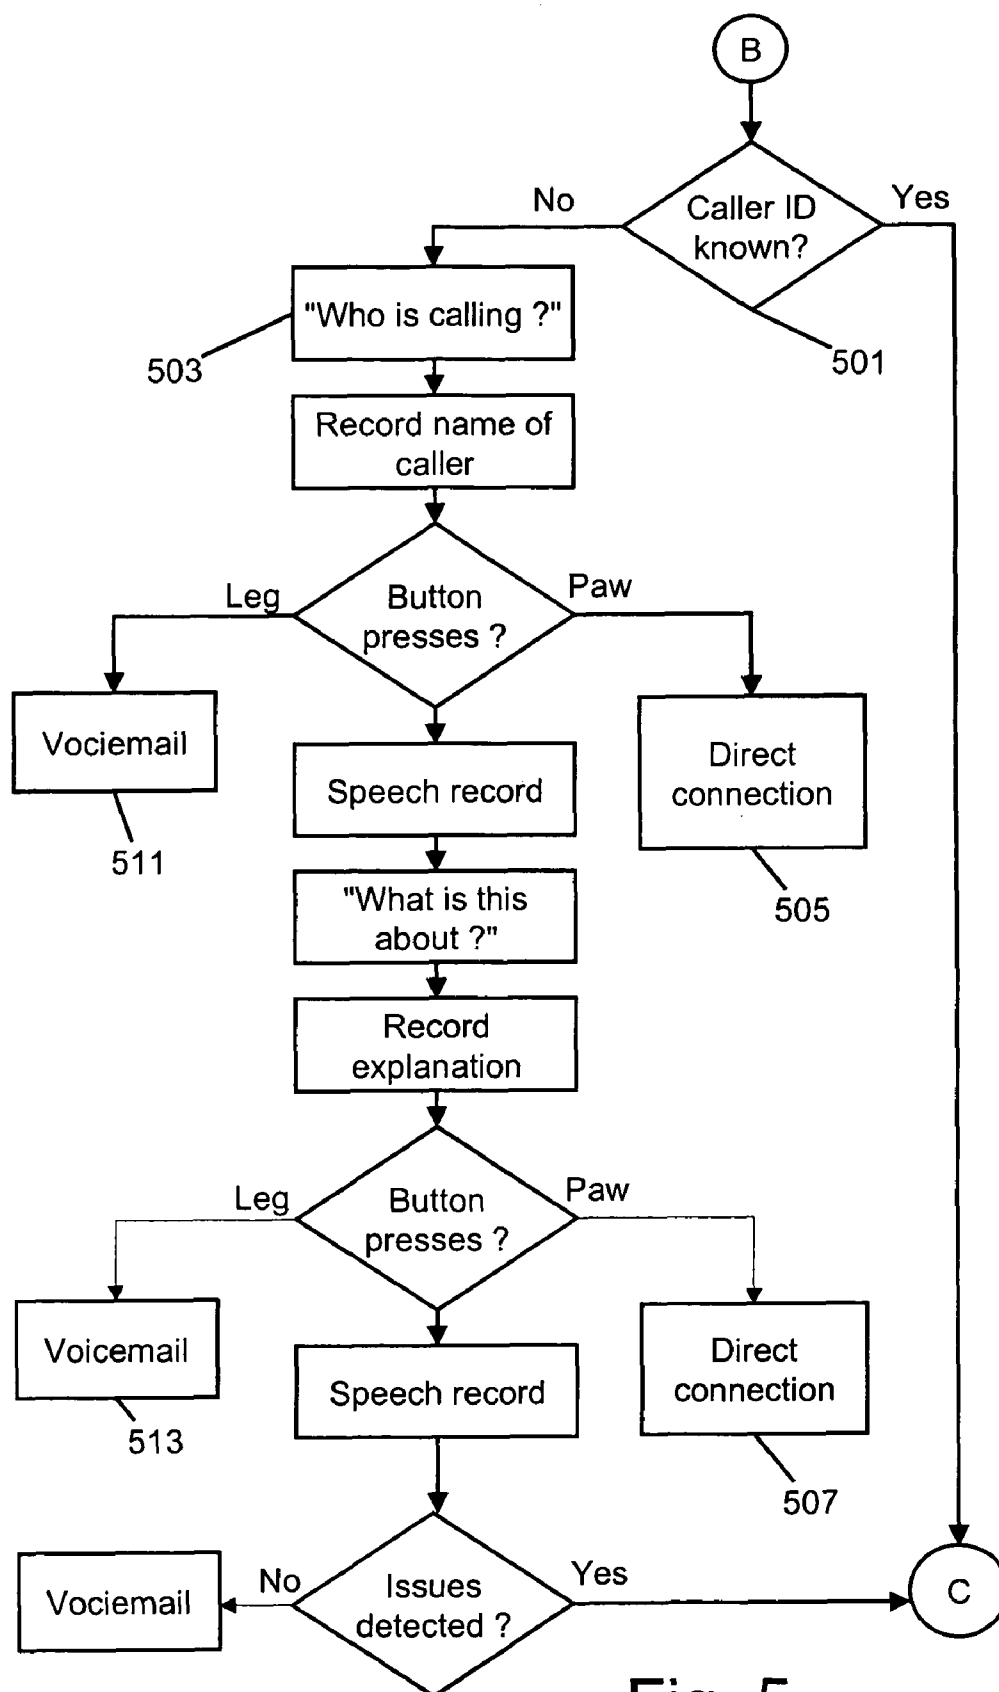 B
Caller ID
known?
No
Yes
"Who is calling ?"
503
501
Record name of
caller
Button
presses ?
Leg
Paw
Vociemail
511
Direct
connection
505
Speech record
"What is this
about ?"
Record
explanation
Button
presses ?
Leg
Paw
Voicemail
513
Direct
connection
507
Speech record
Issues
detected ?
No
Yes
Vociemail
C
Fig. 5